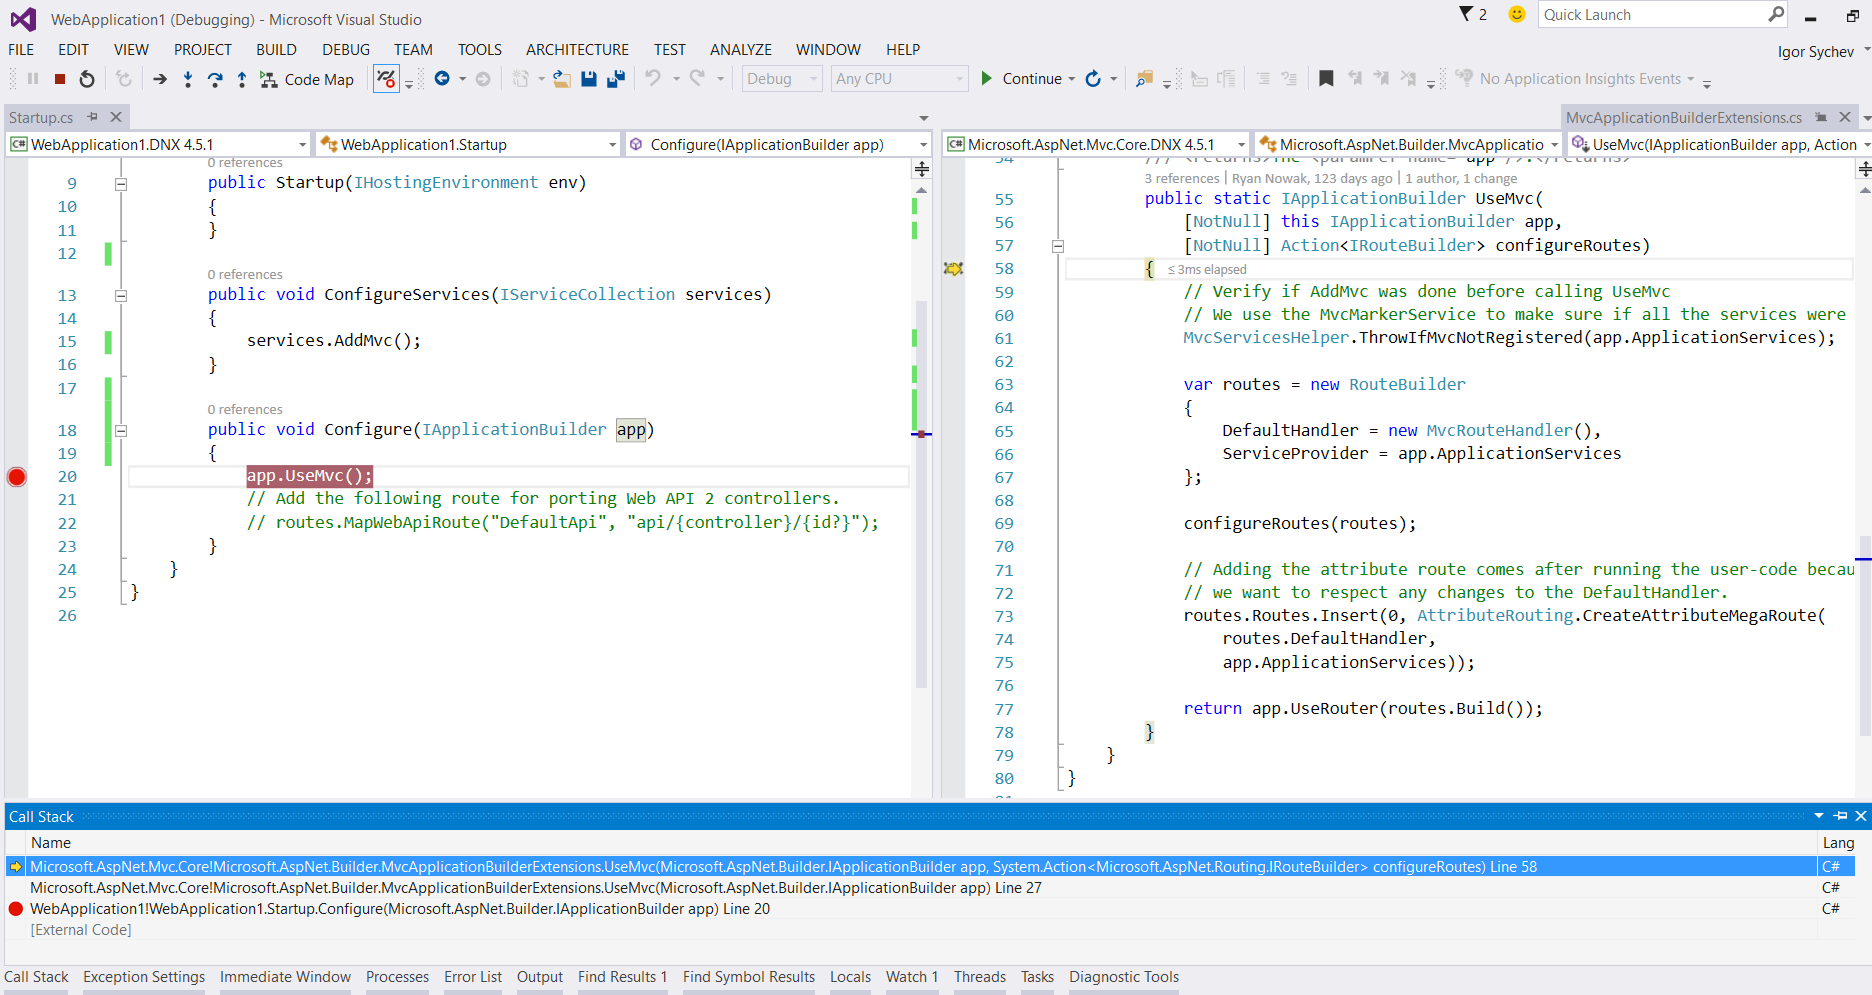 WebApplication1 (Debugging) - Microsoft Visual Studio
2
Quick Launch
FILE EDIT VIEW PROJECT BUILD DEBUG TEAM TOOLS ARCHITECTURE TEST ANALYZE WINDOW HELP
Igor Sychev
Code Map
Debug
Any CPU
Continue
No Application Insights Events
Startup.cs
WebApplication1.DNX 4.5.1
WebApplication1.Startup
Configure(IApplicationBuilder app)
0 references
9 public Startup(IHostingEnvironment env)
10 {
11 }
12
0 references
13 public void ConfigureServices(IServiceCollection services)
14 {
15 services.AddMvc();
16 }
17
0 references
18 public void Configure(IApplicationBuilder app)
19 {
20 app.UseMvc();
21 // Add the following route for porting Web API 2 controllers.
22 // routes.MapWebApiRoute("DefaultApi", "api/{controller}/{id?}");
23 }
24 }
25 }
26
MvcApplicationBuilderExtensions.cs
Microsoft.AspNet.Mvc.Core.DNX 4.5.1
Microsoft.AspNet.Builder.MvcApplicatio
UseMvc(IApplicationBuilder app, Action
54 /// <returns>The <paramref name="app"/>.</returns>
3 references | Ryan Nowak, 123 days ago | 1 author, 1 change
55 public static IApplicationBuilder UseMvc(
56 [NotNull] this IApplicationBuilder app,
57 [NotNull] Action<IRouteBuilder> configureRoutes)
58 { ≤ 3ms elapsed
59 // Verify if AddMvc was done before calling UseMvc
60 // We use the MvcMarkerService to make sure if all the services were
61 MvcServicesHelper.ThrowIfMvcNotRegistered(app.ApplicationServices);
62
63 var routes = new RouteBuilder
64 {
65 DefaultHandler = new MvcRouteHandler(),
66 ServiceProvider = app.ApplicationServices
67 };
68
69 configureRoutes(routes);
70
71 // Adding the attribute route comes after running the user-code becau
72 // we want to respect any changes to the DefaultHandler.
73 routes.Routes.Insert(0, AttributeRouting.CreateAttributeMegaRoute(
74 routes.DefaultHandler,
75 app.ApplicationServices));
76
77 return app.UseRouter(routes.Build());
78 }
79 }
80 }
Call Stack
Name Lang
Microsoft.AspNet.Mvc.Core!Microsoft.AspNet.Builder.MvcApplicationBuilderExtensions.UseMvc(Microsoft.AspNet.Builder.IApplicationBuilder app, System.Action<Microsoft.AspNet.Routing.IRouteBuilder> configureRoutes) Line 58 C#
Microsoft.AspNet.Mvc.Core!Microsoft.AspNet.Builder.MvcApplicationBuilderExtensions.UseMvc(Microsoft.AspNet.Builder.IApplicationBuilder app) Line 27 C#
WebApplication1!WebApplication1.Startup.Configure(Microsoft.AspNet.Builder.IApplicationBuilder app) Line 20 C#
[External Code]
Call Stack Exception Settings Immediate Window Processes Error List Output Find Results 1 Find Symbol Results Locals Watch 1 Threads Tasks Diagnostic Tools